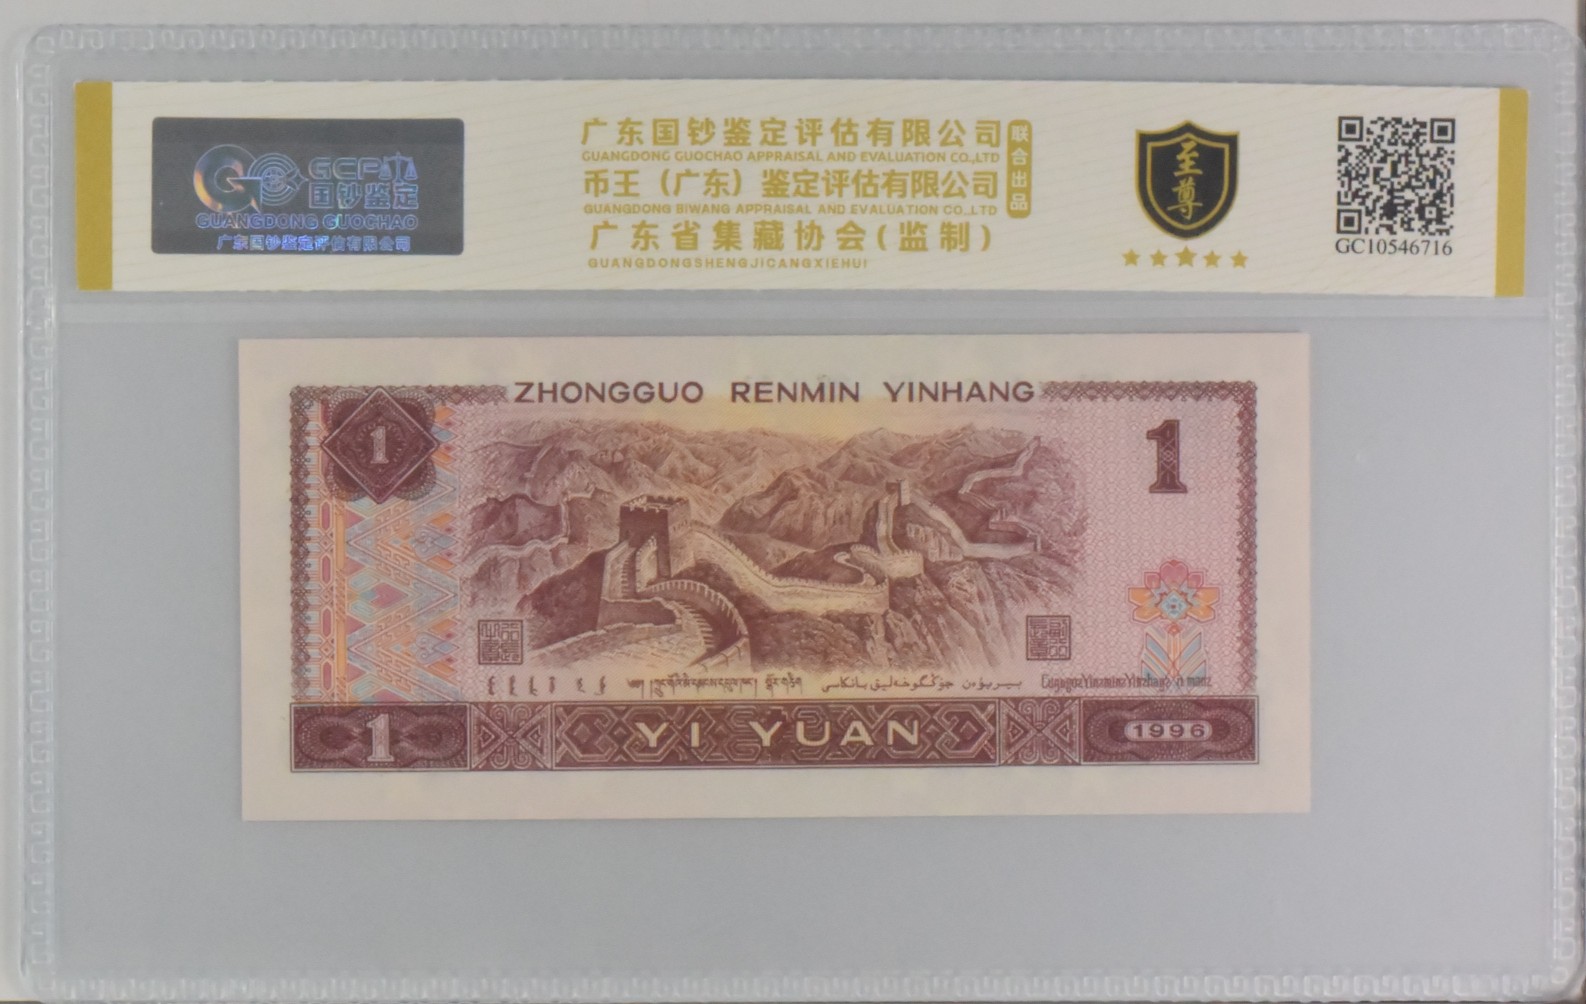 GCP
国钞鉴定
GUANGDONG GUOCHAO
广东国钞鉴定评估有限公司
广东国钞鉴定评估有限公司
GUANGDONG GUOCHAO APPRAISAL AND EVALUATION CO.,LTD
币王（广东）鉴定评估有限公司
GUANGDONG BIWANG APPRAISAL AND EVALUATION CO.,LTD
广东省集藏协会(监制)
GUANGDONGSHENGJICANGXIEHUI
联合出品
至尊
GC10546716
ZHONGGUO RENMIN YINHANG
1
1
1
YI YUAN
1996